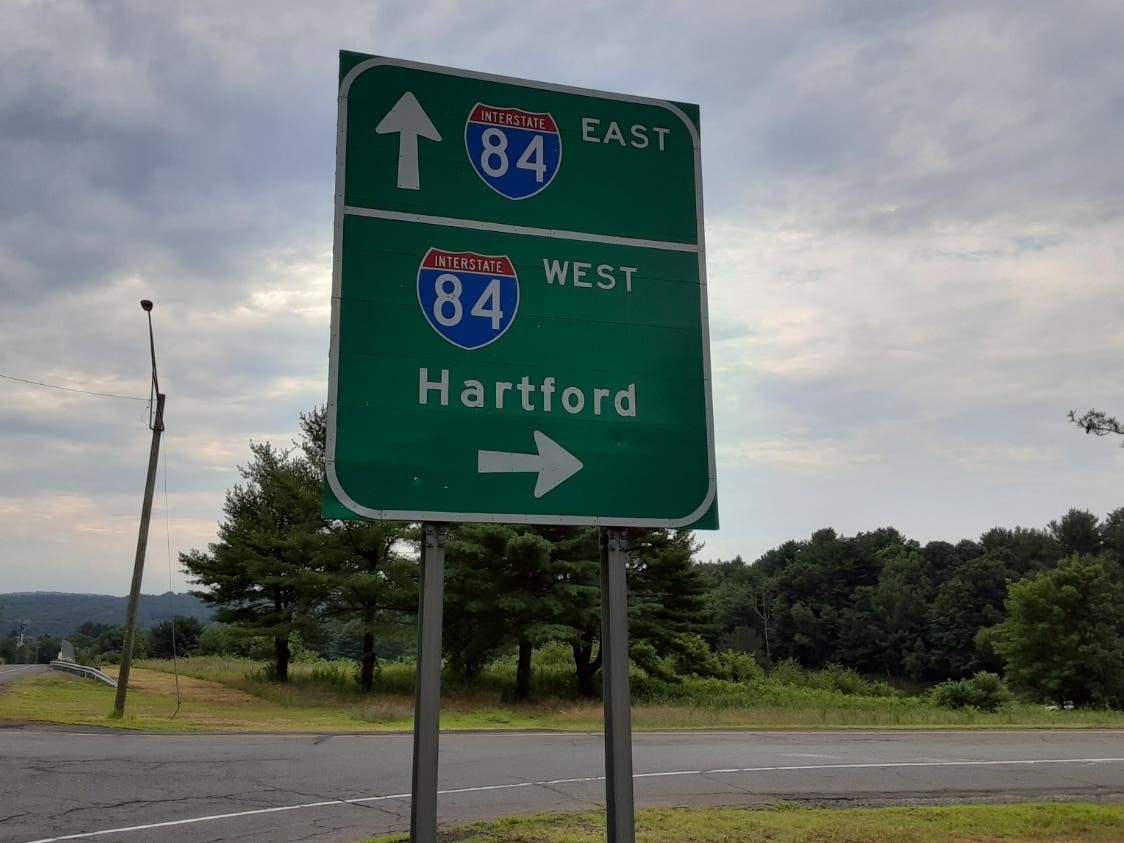 INTERSTATE
84 EAST
INTERSTATE
84 WEST
Hartford